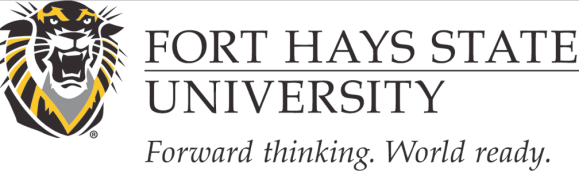 FORT HAYS STATE
UNIVERSITY
Forward thinking. World ready.
®